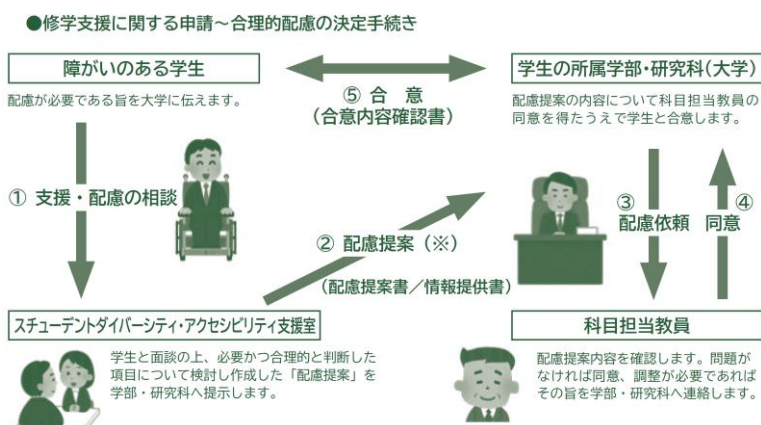 ●修学支援に関する申請～合理的配慮の決定手続き
障がいのある学生
配慮が必要である旨を大学に伝えます。
⑤ 合　意
（合意内容確認書）
学生の所属学部・研究科（大学）
配慮提案の内容について科目担当教員の
同意を得たうえで学生と合意します。
① 支援・配慮の相談
② 配慮提案（※）
（配慮提案書／情報提供書）
③
配慮依頼
④
同意
スチューデントダイバーシティ・アクセシビリティ支援室
学生と面談の上、必要かつ合理的と判断した
項目について検討し作成した「配慮提案」を
学部・研究科へ提示します。
科目担当教員
配慮提案内容を確認します。問題が
なければ同意、調整が必要であれば
その旨を学部・研究科へ連絡します。